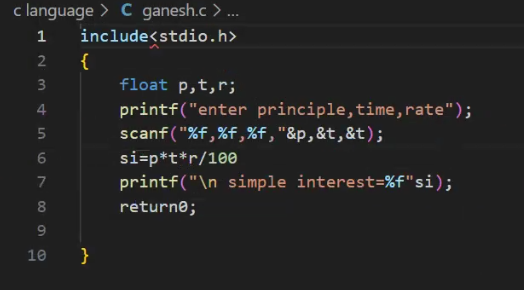 c language > C ganesh.c > ...
1 include<stdio.h>
2 {
3 float p,t,r;
4 printf("enter principle,time,rate");
5 scanf("%f,%f,%f,"&p,&t,&t);
6 si=p*t*r/100
7 printf("\n simple interest=%f"si);
8 return0;
9
10 }